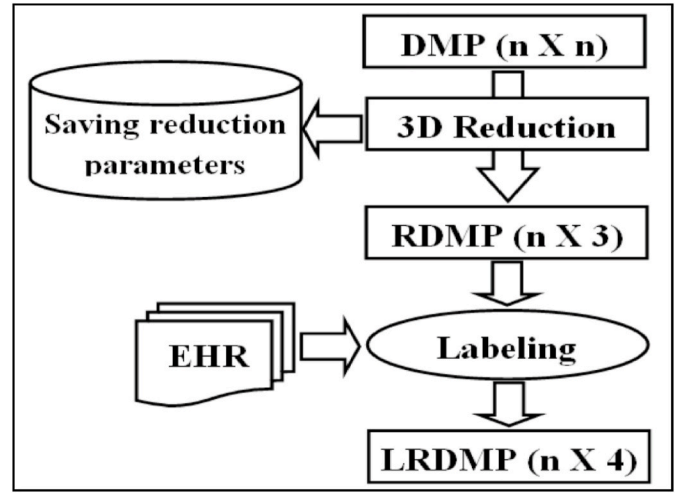 DMP (n X n)
Saving reduction
parameters
3D Reduction
RDMP (n X 3)
EHR
Labeling
LRDMP (n X 4)